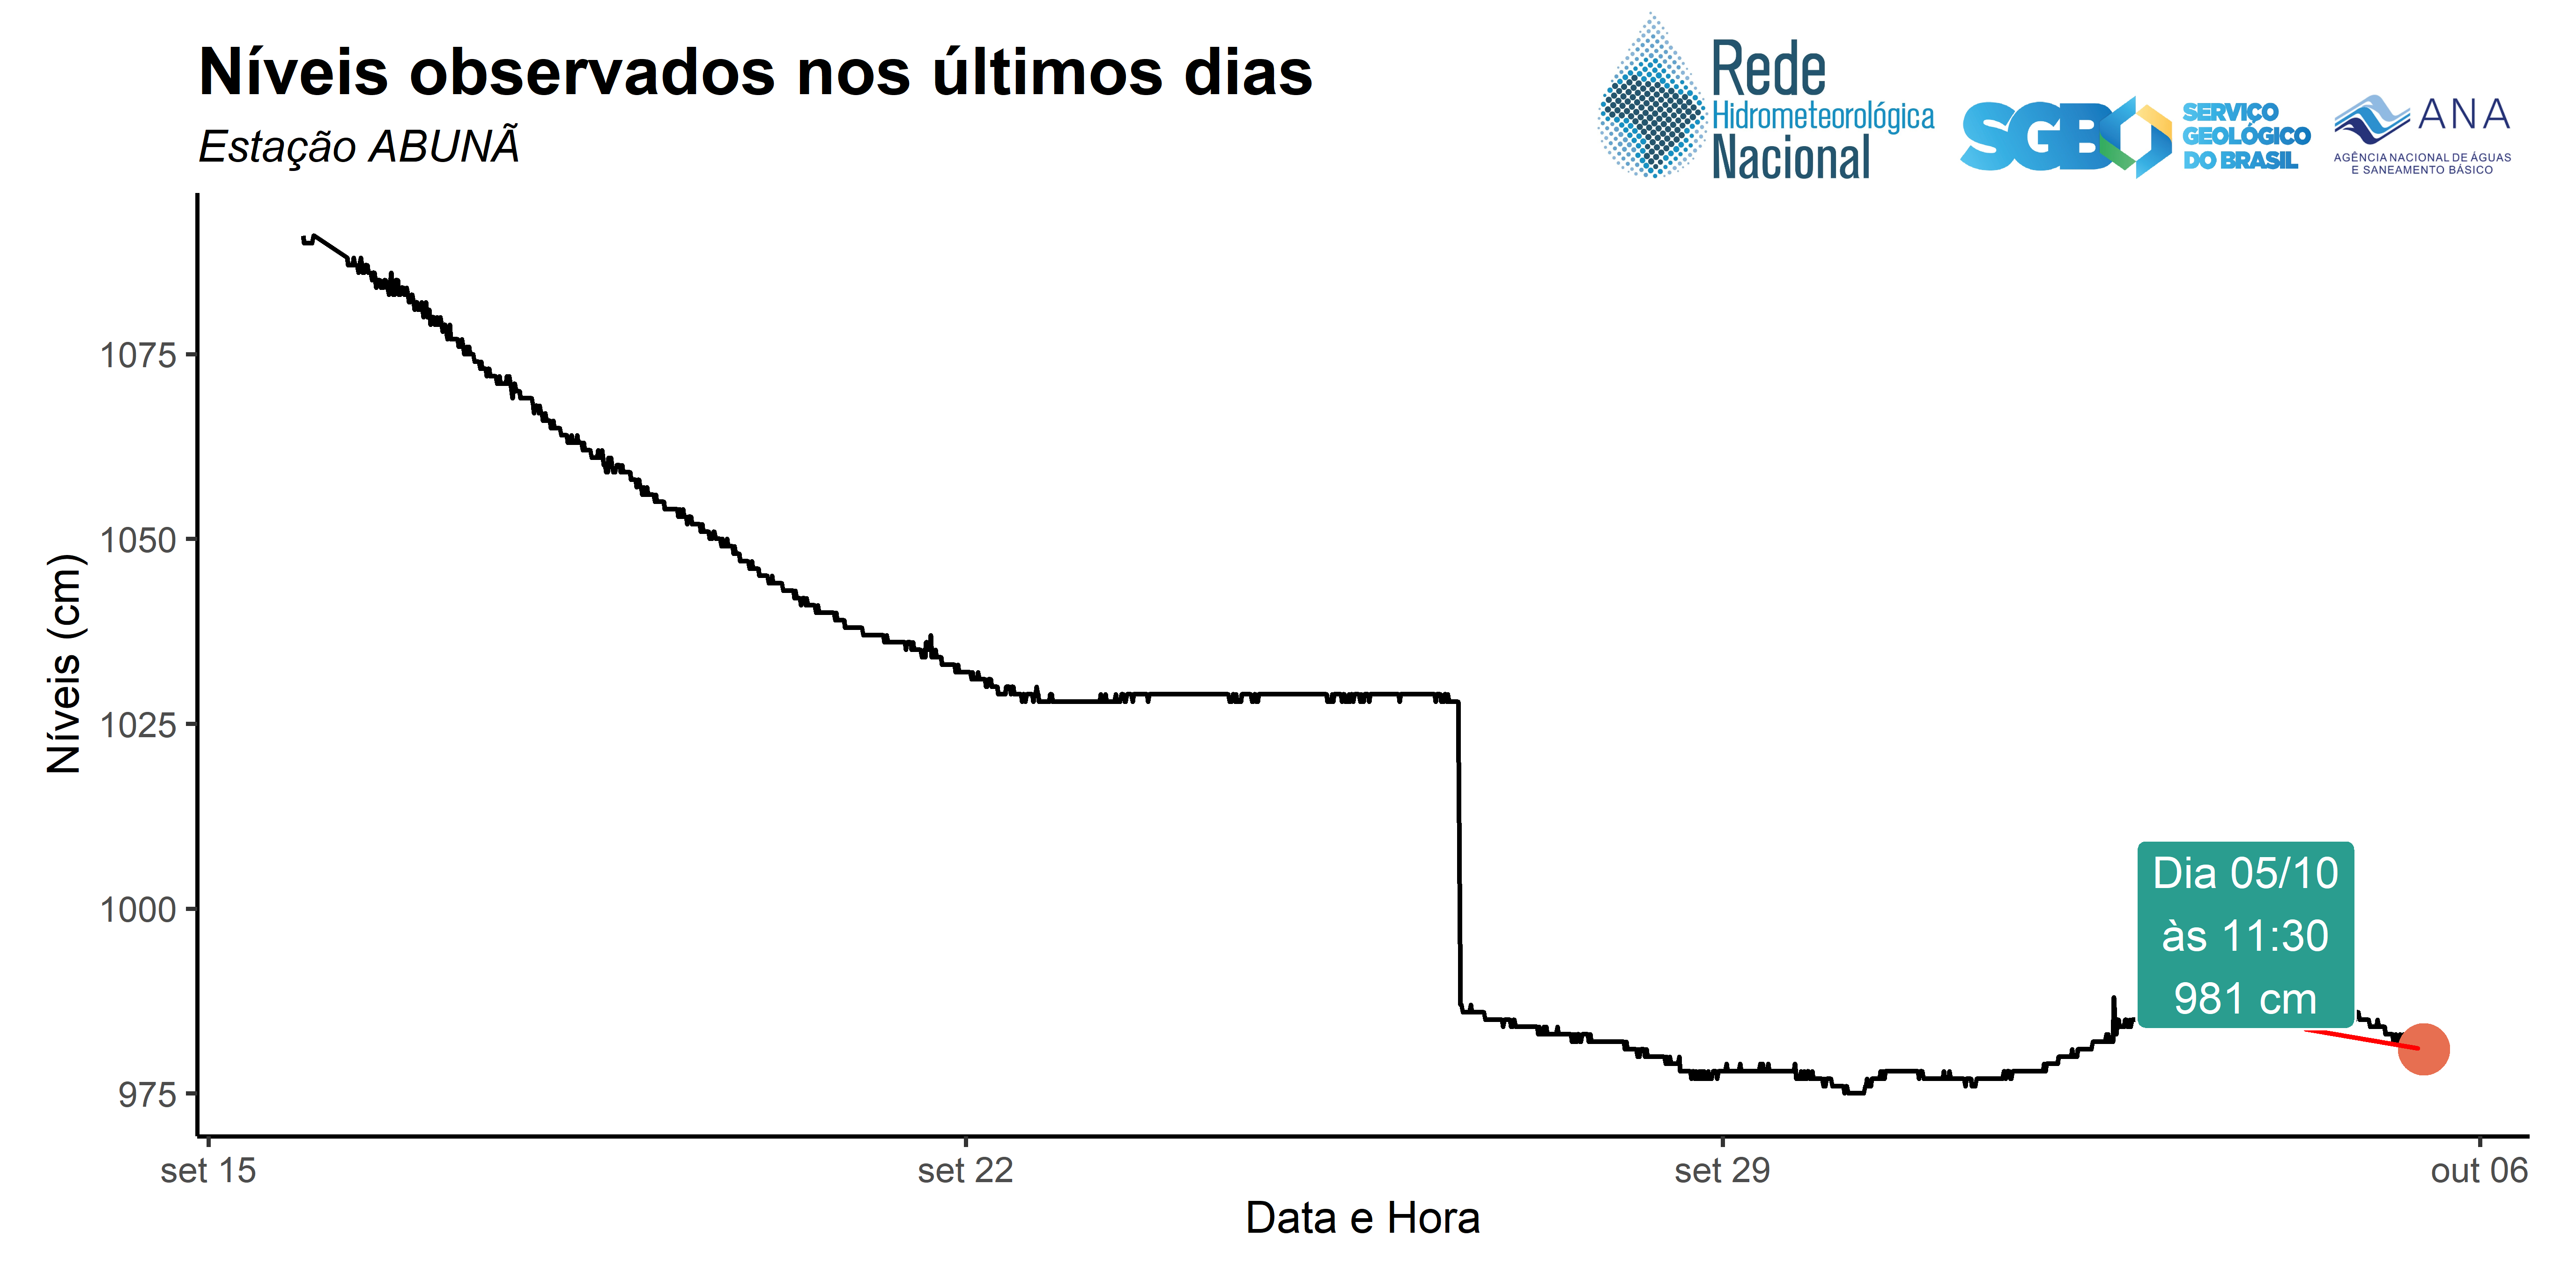 Níveis observados nos últimos dias
Estação ABUNÃ
Rede
Hidrometeorológica
Nacional
SGB
SERVIÇO
GEOLÓGICO
DO BRASIL
ANA
AGÊNCIA NACIONAL DE ÁGUAS
E SANEAMENTO BÁSICO
Níveis (cm)
1075
1050
1025
1000
975
Dia 05/10
às 11:30
981 cm
set 15
set 22
set 29
out 06
Data e Hora